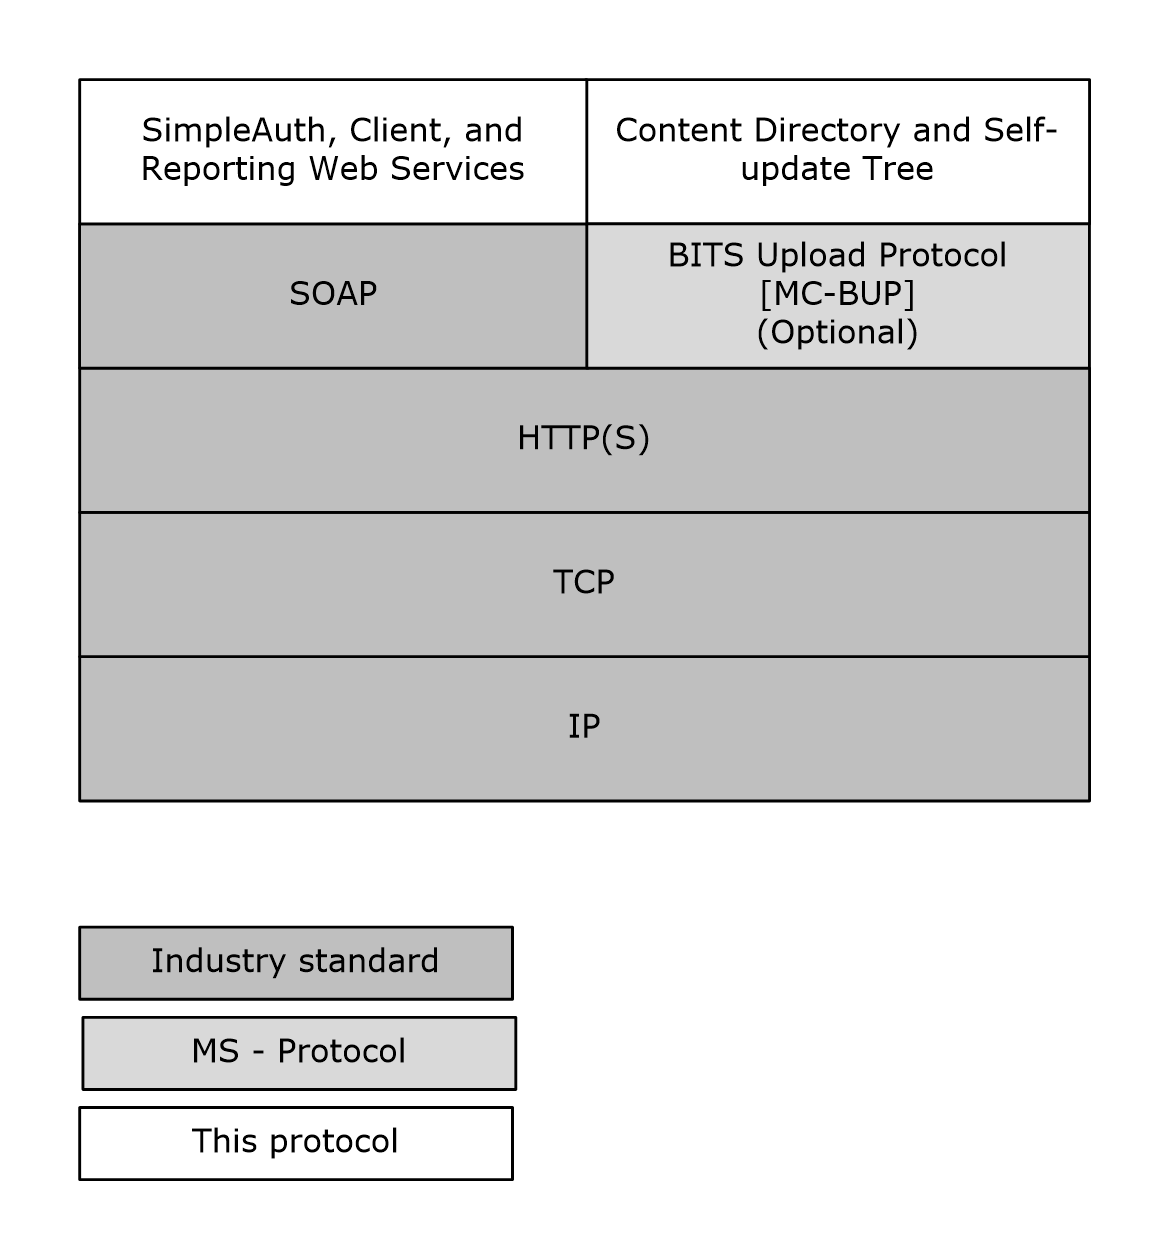 SimpleAuth, Client, and
Reporting Web Services
Content Directory and Self-
update Tree
SOAP
BITS Upload Protocol
[MC-BUP]
(Optional)
HTTP(S)
TCP
IP
Industry standard
MS - Protocol
This protocol